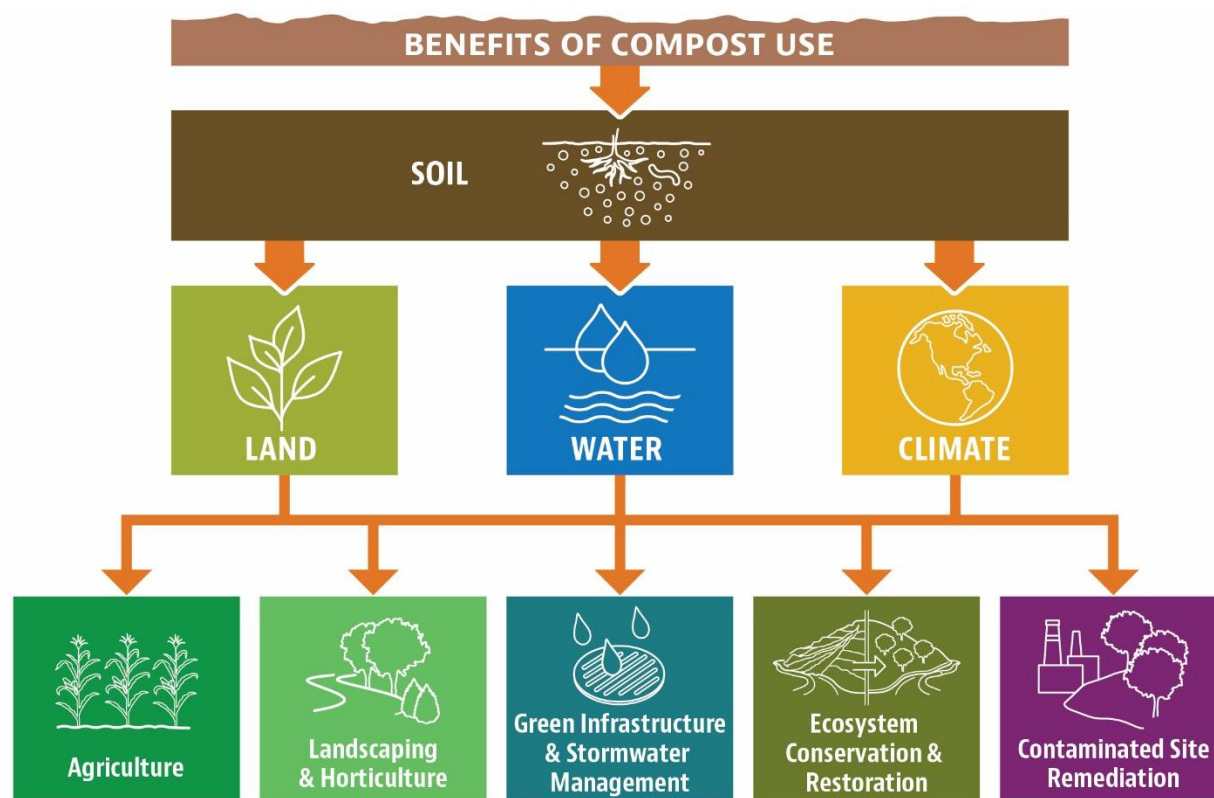 BENEFITS OF COMPOST USE
SOIL
LAND
WATER
CLIMATE
Agriculture
Landscaping
& Horticulture
Green Infrastructure
& Stormwater
Management
Ecosystem
Conservation &
Restoration
Contaminated Site
Remediation